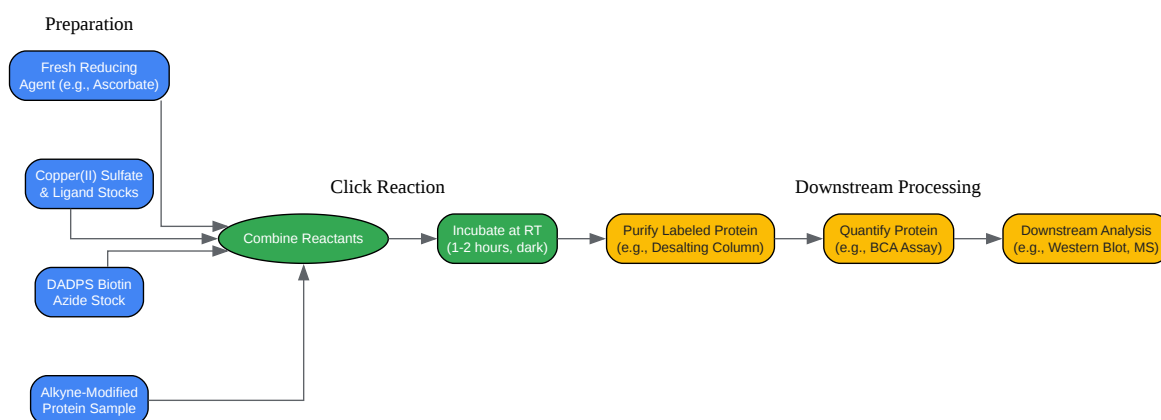 Preparation
Fresh Reducing
Agent (e.g., Ascorbate)
Copper(II) Sulfate
& Ligand Stocks
DADPS Biotin
Azide Stock
Alkyne-Modified
Protein Sample
Click Reaction
Combine Reactants
Incubate at RT
(1-2 hours, dark)
Downstream Processing
Purify Labeled Protein
(e.g., Desalting Column)
Quantify Protein
(e.g., BCA Assay)
Downstream Analysis
(e.g., Western Blot, MS)